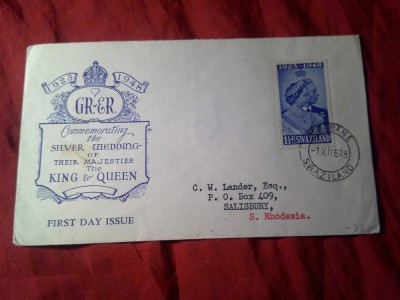 1923 1948
GR·ER.
Commemorating
the
SILVER WEDDING
OF
THEIR MAJESTIES
The
KING & QUEEN
FIRST DAY ISSUE
1923-1948
SWAZILAND
SWAZILAND
C. W. Lander, Esq.,
P. O. Box 409,
SALISBURY,
S. Rhodesia.